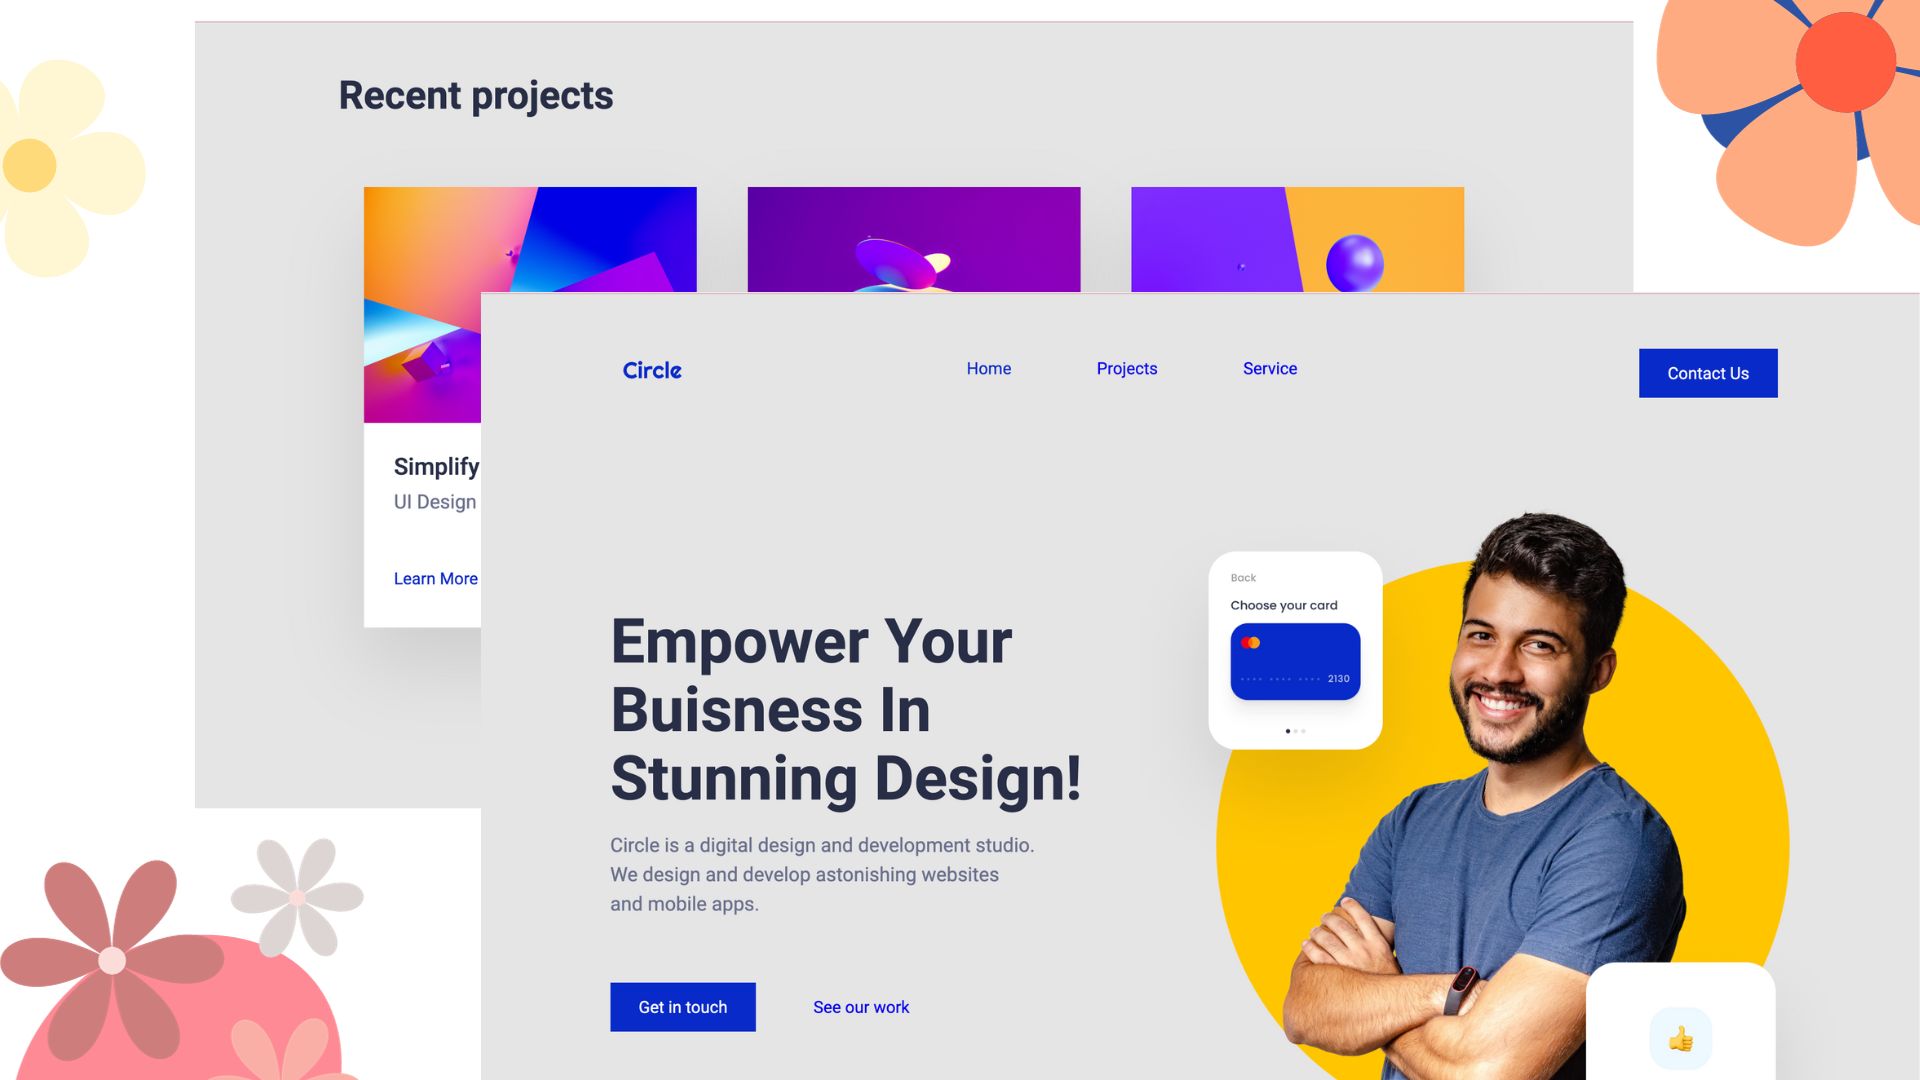 Recent projects
Simplify
UI Design
Learn More
Circle
Home
Projects
Service
Contact Us
Empower Your
Buisness In
Stunning Design!
Circle is a digital design and development studio.
We design and develop astonishing websites
and mobile apps.
Get in touch
See our work
Back
Choose your card
2130